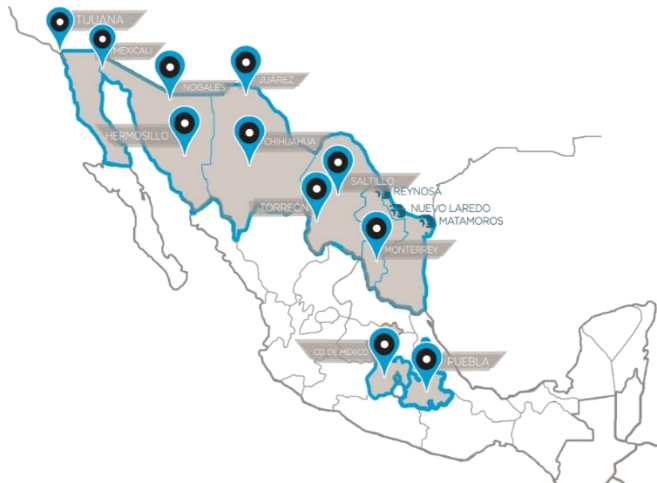 TIJUANA
MEXICALI
NOGALES
JUÁREZ
HERMOSILLO
CHIHUAHUA
SALTILLO
REYNOSA
TORREÓN
NUEVO LAREDO
MATAMOROS
MONTERREY
CD. DE MÉXICO
PUEBLA